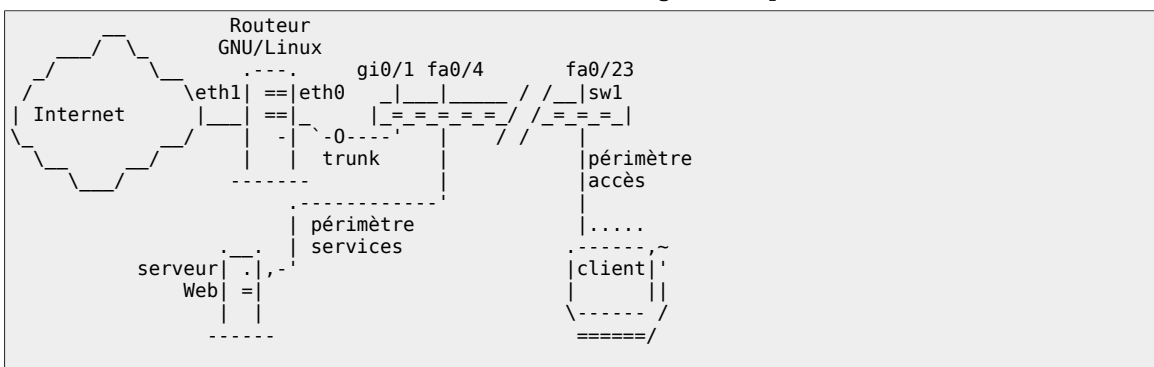 Routeur
GNU/Linux
gi0/1 fa0/4 fa0/23
eth1 == eth0 sw1
Internet ==
trunk périmètre
accès
périmètre
services
serveur client
Web =